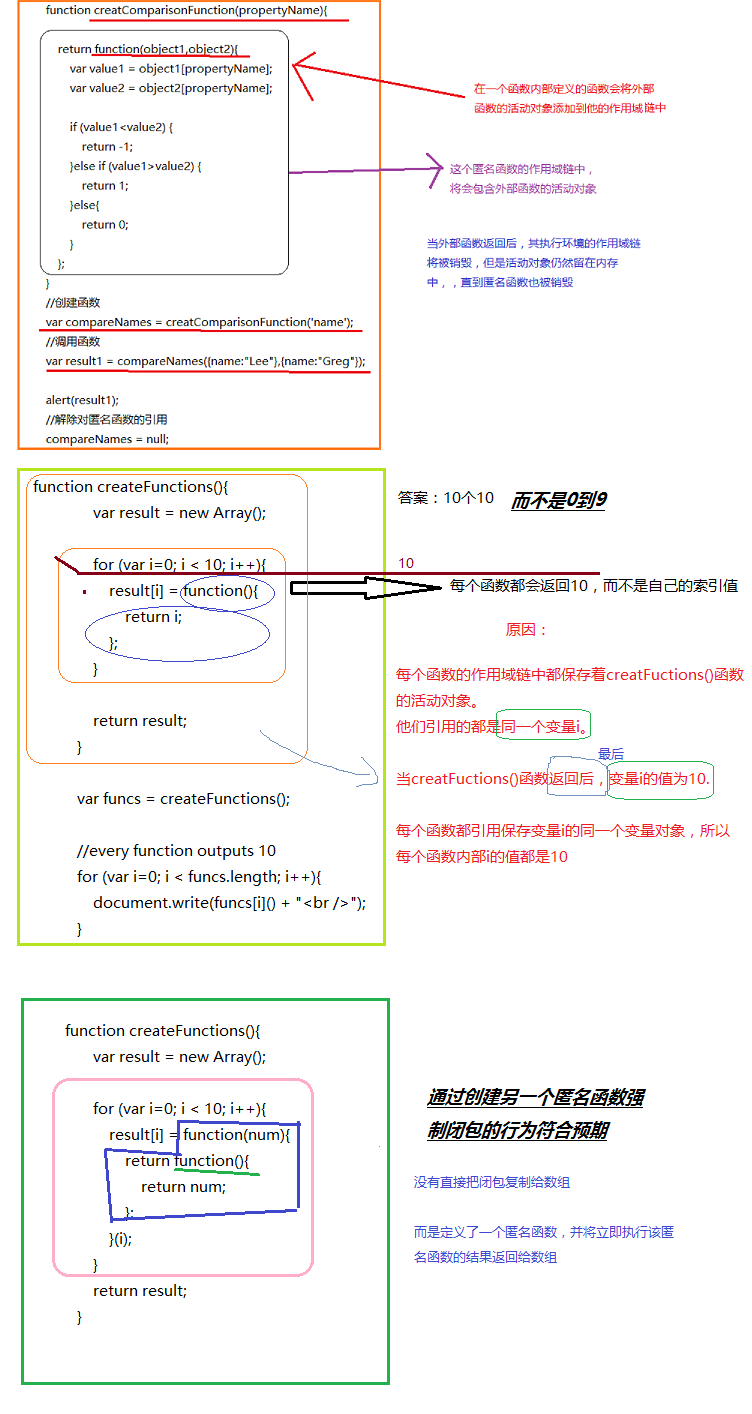 function creatComparisonFunction(propertyName){
return function(object1,object2){
var value1 = object1[propertyName];
var value2 = object2[propertyName];
if (value1<value2) {
return -1;
}else if (value1>value2) {
return 1;
}else{
return 0;
}
};
}
//创建函数
var compareNames = creatComparisonFunction('name');
//调用函数
var result1 = compareNames({name:"Lee"},{name:"Greg"});
alert(result1);
//解除对匿名函数的引用
compareNames = null;
在一个函数内部定义的函数会将外部
函数的活动对象添加到他的作用域链中
这个匿名函数的作用域链中，
将会包含外部函数的活动对象
当外部函数返回后，其执行环境的作用域链
将被销毁，但是活动对象仍然留在内存
中，，直到匿名函数也被销毁
function createFunctions(){
var result = new Array();
for (var i=0; i < 10; i++){
result[i] = function(){
return i;
};
}
return result;
}
var funcs = createFunctions();
//every function outputs 10
for (var i=0; i < funcs.length; i++){
document.write(funcs[i]() + "<br />");
}
答案：10个10 而不是0到9
10
每个函数都会返回10，而不是自己的索引值
原因：
每个函数的作用域链中都保存着creatFuctions()函数
的活动对象。
他们引用的都是同一个变量i。
最后
当creatFuctions()函数返回后，变量i的值为10.
每个函数都引用保存变量i的同一个变量对象，所以
每个函数内部i的值都是10
function createFunctions(){
var result = new Array();
for (var i=0; i < 10; i++){
result[i] = function(num){
return function(){
return num;
};
}(i);
}
return result;
}
通过创建另一个匿名函数强
制闭包的行为符合预期
没有直接把闭包复制给数组
而是定义了一个匿名函数，并将立即执行该匿
名函数的结果返回给数组